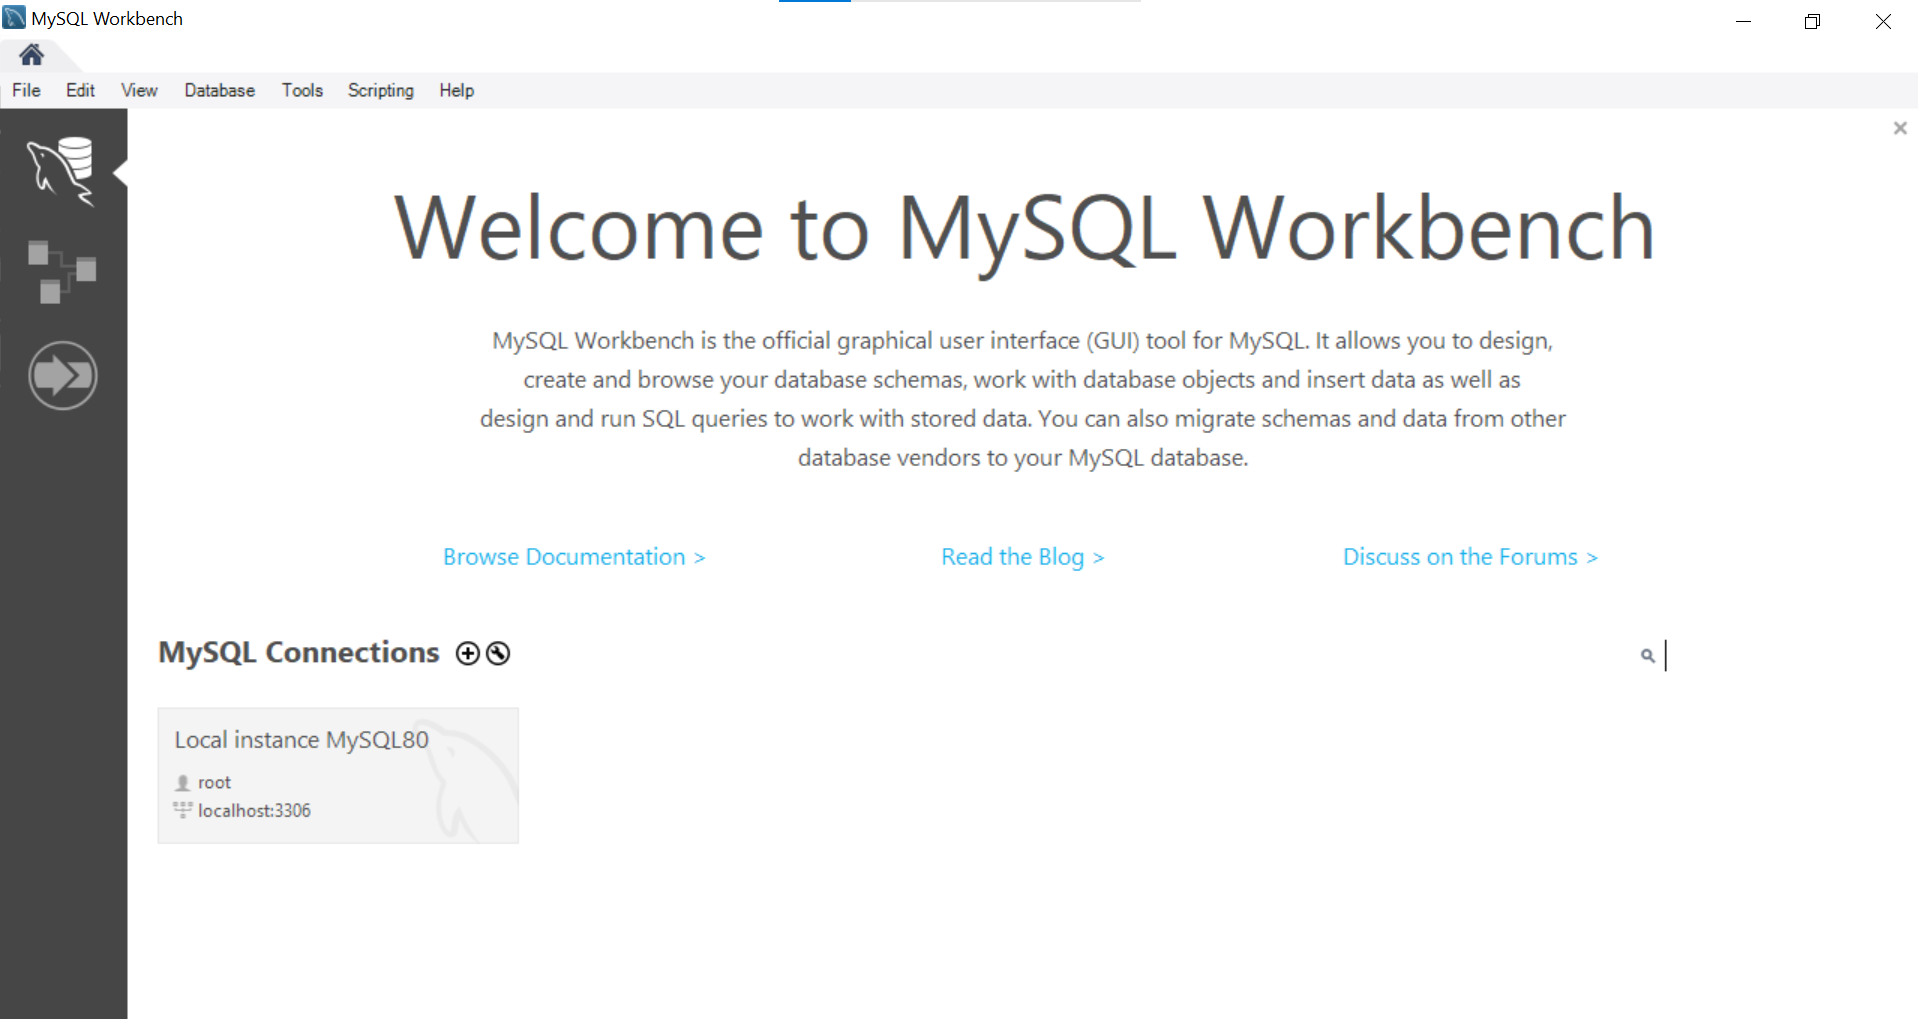 MySQL Workbench
File Edit View Database Tools Scripting Help
Welcome to MySQL Workbench
MySQL Workbench is the official graphical user interface (GUI) tool for MySQL. It allows you to design,
create and browse your database schemas, work with database objects and insert data as well as
design and run SQL queries to work with stored data. You can also migrate schemas and data from other
database vendors to your MySQL database.
Browse Documentation > Read the Blog > Discuss on the Forums >
MySQL Connections
Local instance MySQL80
root
localhost:3306